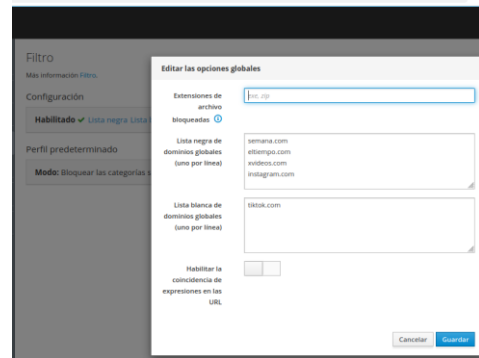 Filtro
Más información Filtro.
Configuración
Habilitado ✔ Lista negra Lista
Perfil predeterminado
Modo: Bloquear las categorías s
Editar las opciones globales
Extensiones de
archivo
bloqueadas
exe, zip
Lista negra de
dominios globales
(uno por línea)
semana.com
eltiempo.com
xvideos.com
instagram.com
Lista blanca de
dominios globales
(uno por línea)
tiktok.com
Habilitar la
coincidencia de
expresiones en las
URL
Cancelar
Guardar